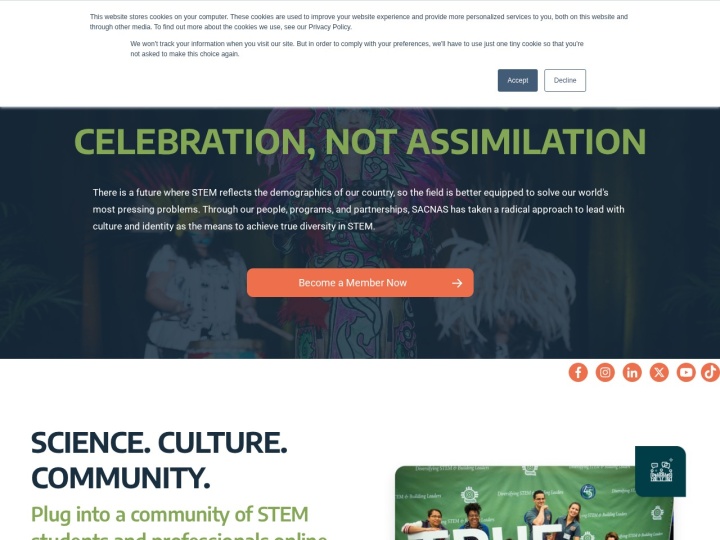 This website stores cookies on your computer. These cookies are used to improve your website experience and provide more personalized services to you, both on this website and
through other media. To find out more about the cookies we use, see our Privacy Policy.
We won't track your information when you visit our site. But in order to comply with your preferences, we'll have to use just one tiny cookie so that you're
not asked to make this choice again.
Accept
Decline
CELEBRATION, NOT ASSIMILATION
There is a future where STEM reflects the demographics of our country, so the field is better equipped to solve our world's
most pressing problems. Through our people, programs, and partnerships, SACNAS has taken a radical approach to lead with
culture and identity as the means to achieve true diversity in STEM.
Become a Member Now
SCIENCE. CULTURE.
COMMUNITY.
Plug into a community of STEM
students and professionals online